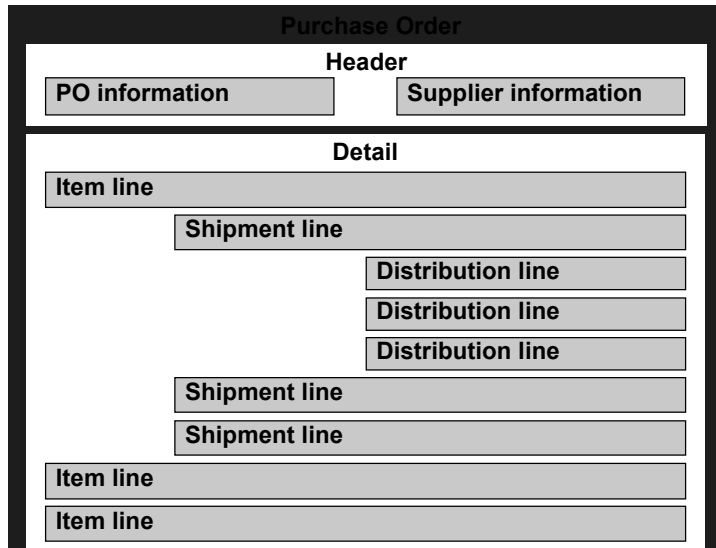 Purchase Order
Header
PO information
Supplier information
Detail
Item line
Shipment line
Distribution line
Distribution line
Distribution line
Shipment line
Shipment line
Item line
Item line